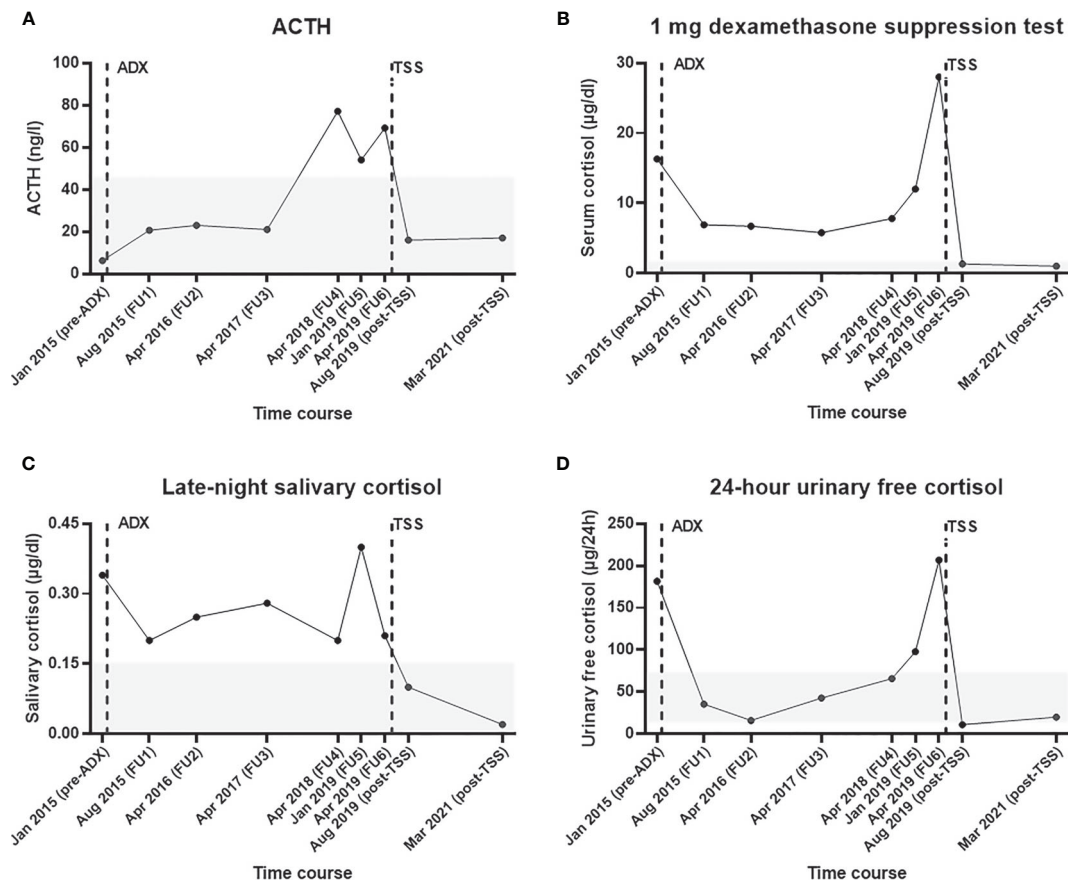 A
ACTH
ACTH (ng/l)
100
80
60
40
20
0
ADX
TSS
Jan 2015 (pre-ADX)
Aug 2015 (FU1)
Apr 2016 (FU2)
Apr 2017 (FU3)
Apr 2018 (FU4)
Jan 2019 (FU5)
Apr 2019 (FU6)
Aug 2019 (post-TSS)
Mar 2021 (post-TSS)
Time course
B
1 mg dexamethasone suppression test
Serum cortisol (µg/dl)
30
20
10
0
ADX
TSS
Jan 2015 (pre-ADX)
Aug 2015 (FU1)
Apr 2016 (FU2)
Apr 2017 (FU3)
Apr 2018 (FU4)
Jan 2019 (FU5)
Apr 2019 (FU6)
Aug 2019 (post-TSS)
Mar 2021 (post-TSS)
Time course
C
Late-night salivary cortisol
Salivary cortisol (µg/dl)
0.45
0.30
0.15
0.00
ADX
TSS
Jan 2015 (pre-ADX)
Aug 2015 (FU1)
Apr 2016 (FU2)
Apr 2017 (FU3)
Apr 2018 (FU4)
Jan 2019 (FU5)
Apr 2019 (FU6)
Aug 2019 (post-TSS)
Mar 2021 (post-TSS)
Time course
D
24-hour urinary free cortisol
Urinary free cortisol (µg/24h)
250
200
150
100
50
0
ADX
TSS
Jan 2015 (pre-ADX)
Aug 2015 (FU1)
Apr 2016 (FU2)
Apr 2017 (FU3)
Apr 2018 (FU4)
Jan 2019 (FU5)
Apr 2019 (FU6)
Aug 2019 (post-TSS)
Mar 2021 (post-TSS)
Time course